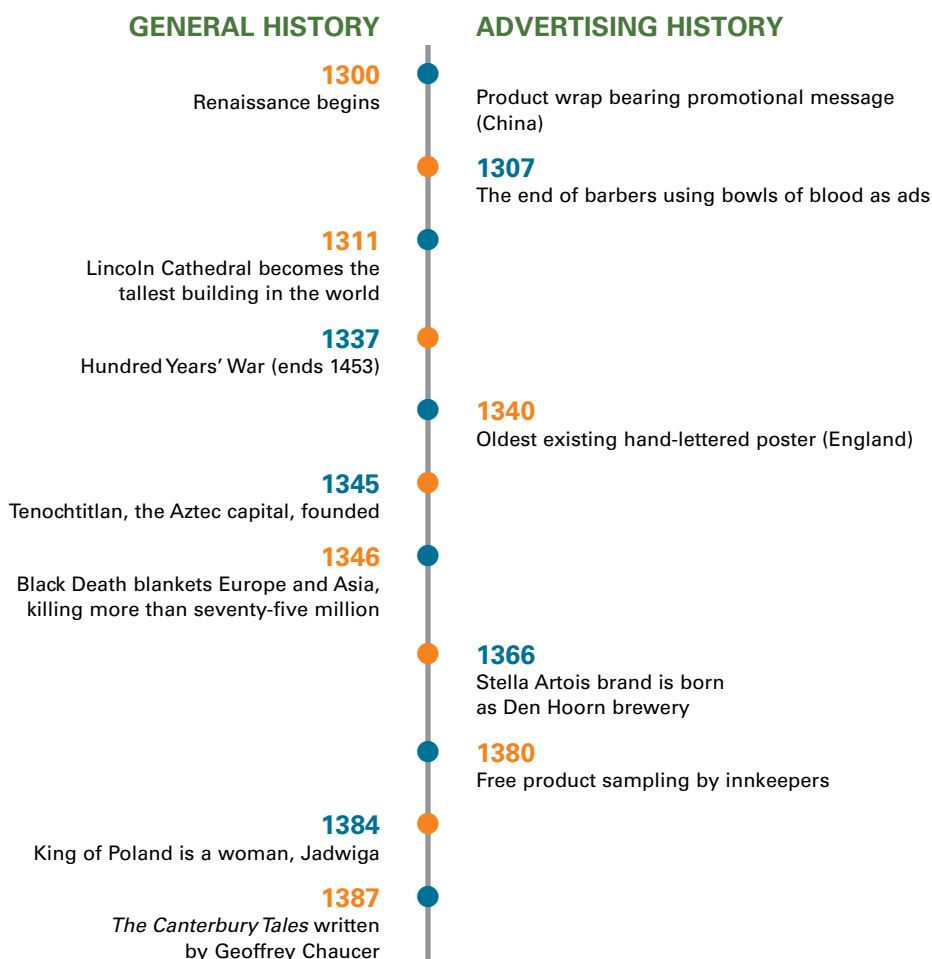 GENERAL HISTORY
ADVERTISING HISTORY
1300
Renaissance begins
Product wrap bearing promotional message
(China)
1307
The end of barbers using bowls of blood as ads
1311
Lincoln Cathedral becomes the
tallest building in the world
1337
Hundred Years’ War (ends 1453)
1340
Oldest existing hand-lettered poster (England)
1345
Tenochtitlan, the Aztec capital, founded
1346
Black Death blankets Europe and Asia,
killing more than seventy-five million
1366
Stella Artois brand is born
as Den Hoorn brewery
1380
Free product sampling by innkeepers
1384
King of Poland is a woman, Jadwiga
1387
The Canterbury Tales written
by Geoffrey Chaucer